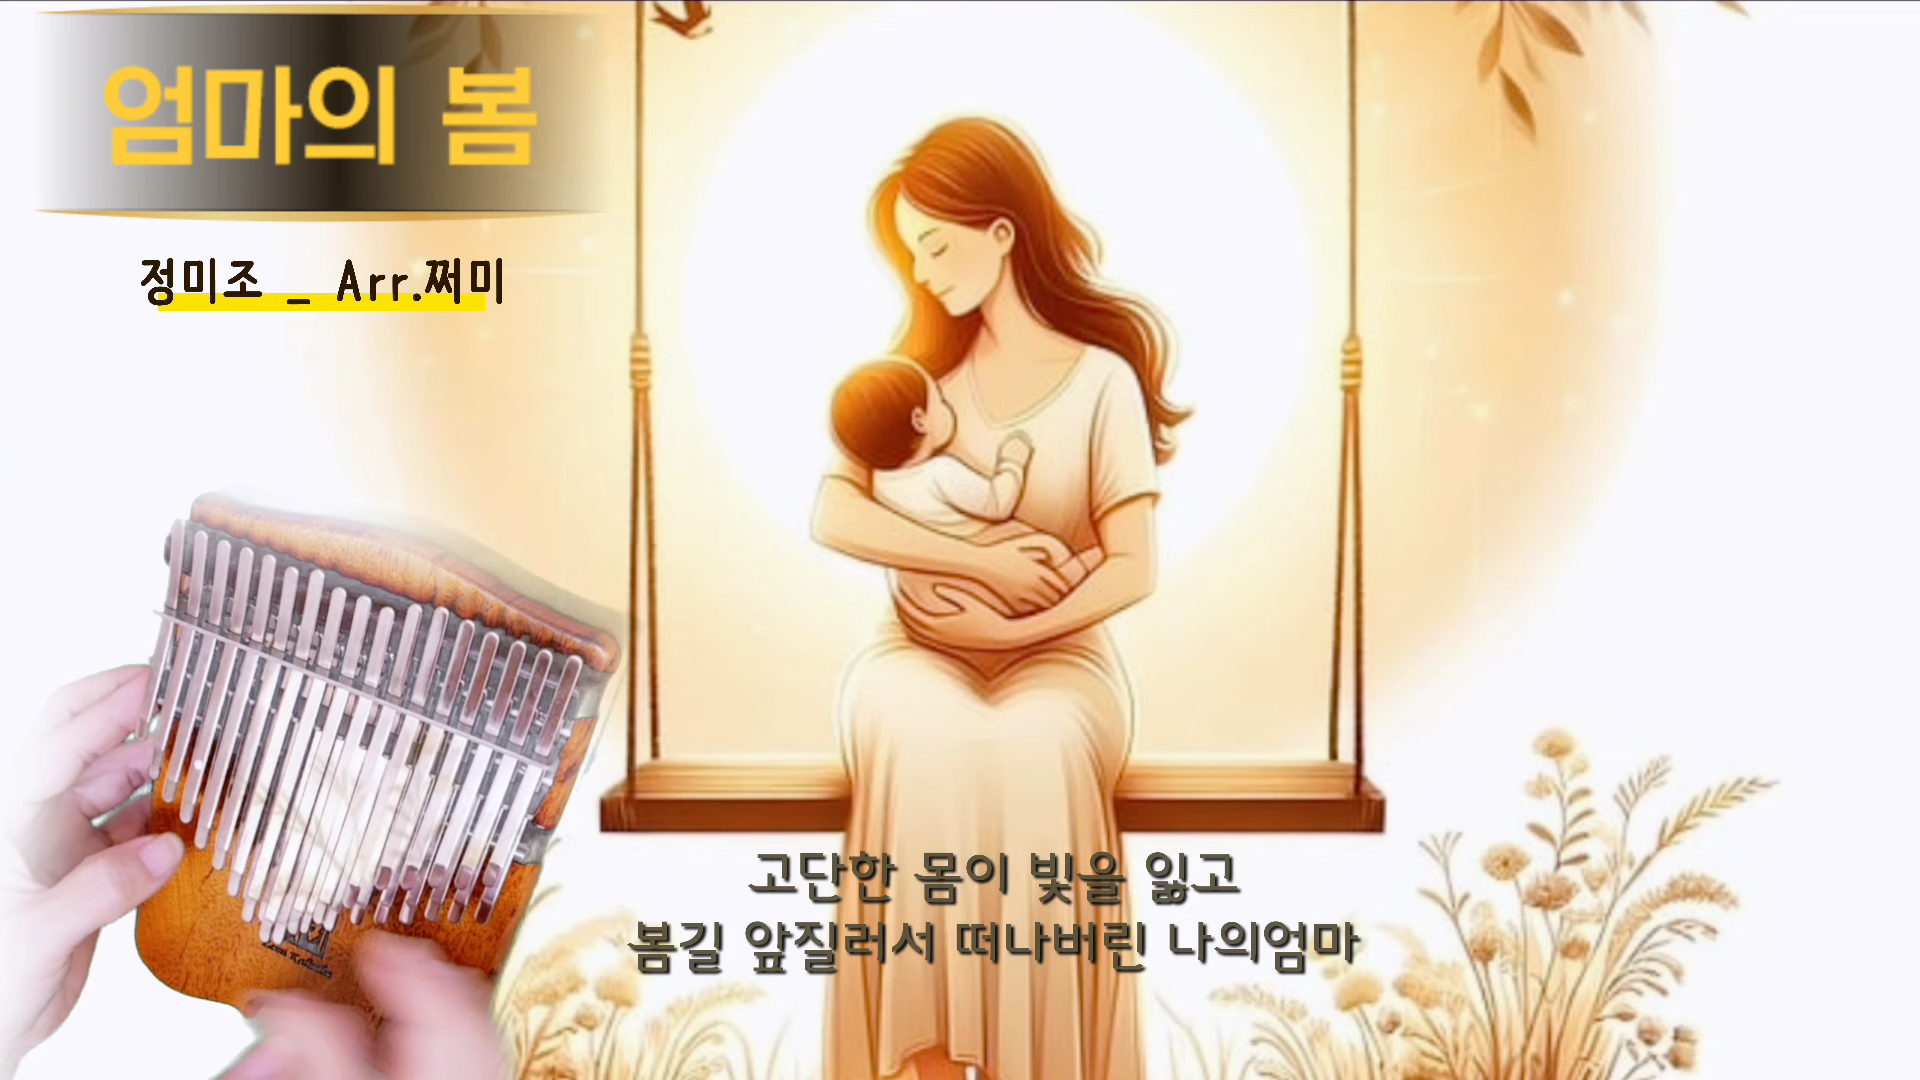 엄마의 봄
정미조 _ Arr.쩌미
고단한 몸이 빛을 잃고
봄길 앞질러서 떠나버린 나의엄마